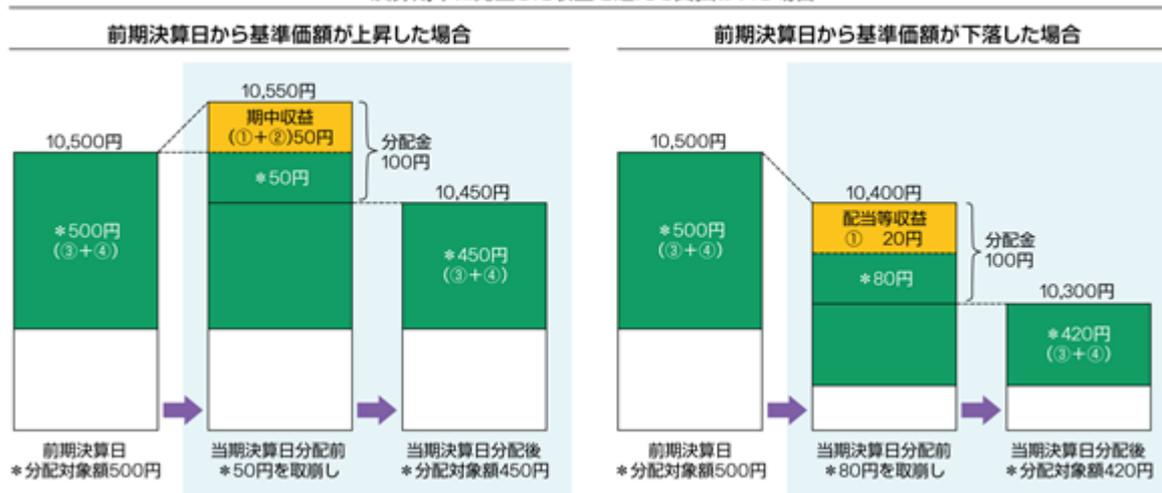 前期決算日から基準価額が上昇した場合
10,500円
*500円
(③+④)
10,550円
期中収益
(①+②)50円
*50円
分配金
100円
10,450円
*450円
(③+④)
前期決算日
*分配対象額500円
当期決算日分配前
*50円を取崩し
当期決算日分配後
*分配対象額450円
前期決算日から基準価額が下落した場合
10,500円
*500円
(③+④)
10,400円
配当等収益
① 20円
*80円
分配金
100円
10,300円
*420円
(③+④)
前期決算日
*分配対象額500円
当期決算日分配前
*80円を取崩し
当期決算日分配後
*分配対象額420円